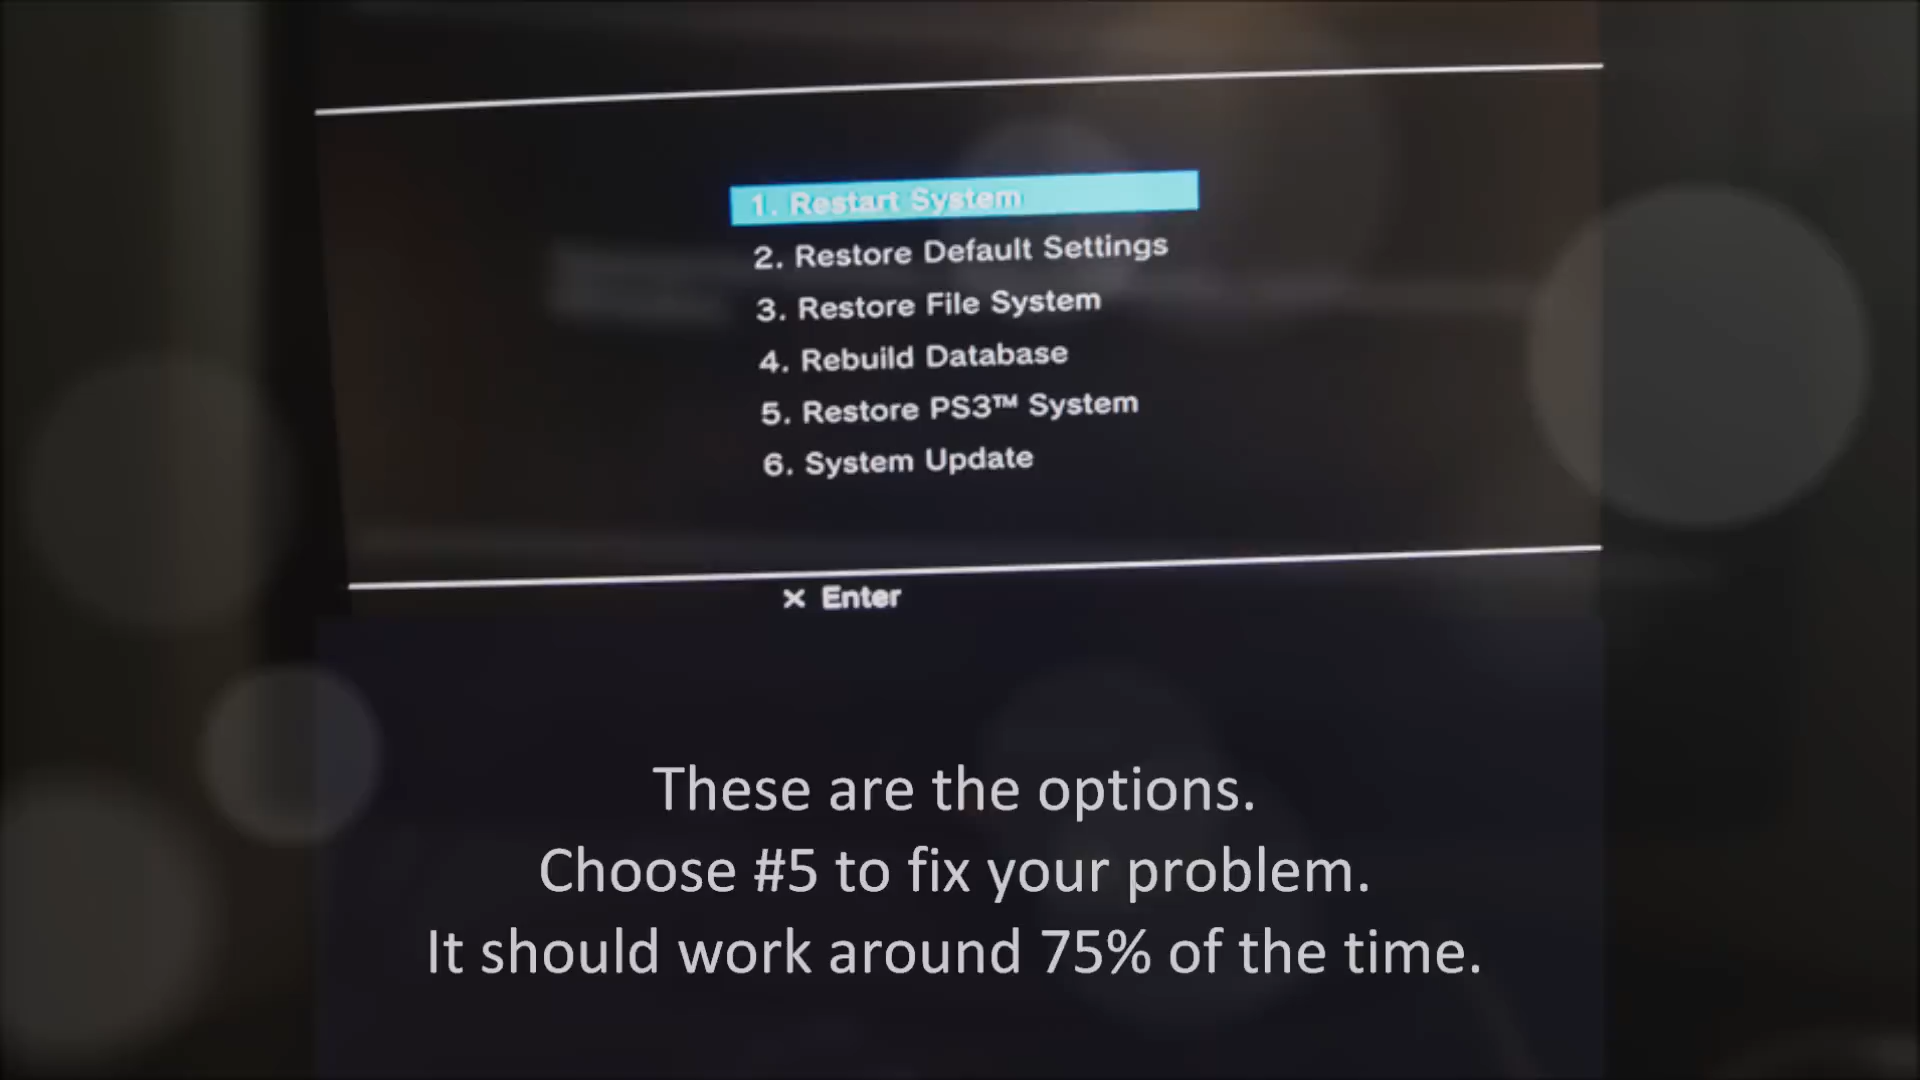 1. Restart System
2. Restore Default Settings
3. Restore File System
4. Rebuild Database
5. Restore PS3™ System
6. System Update
× Enter
These are the options.
Choose #5 to fix your problem.
It should work around 75% of the time.